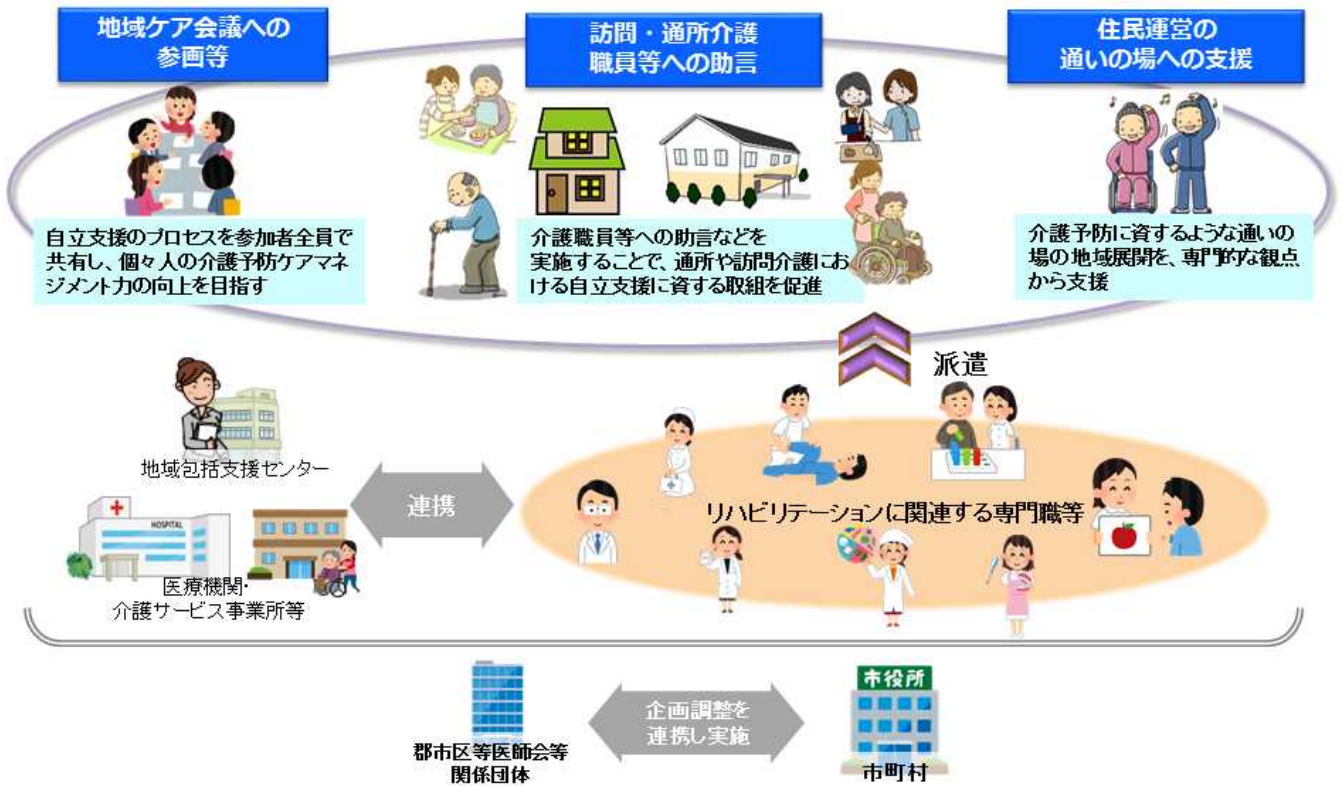 地域ケア会議への
参画等
訪問・通所介護
職員等への助言
住民運営の
通いの場への支援
自立支援のプロセスを参加者全員で
共有し、個々人の介護予防ケアマネ
ジメント力の向上を目指す
介護職員等への助言などを
実施することで、通所や訪問介護にお
ける自立支援に資する取組を促進
介護予防に資するような通いの
場の地域展開を、専門的な観点
から支援
派遣
地域包括支援センター
連携
リハビリテーションに関連する専門職等
HOSPITAL
医療機関・
介護サービス事業所等
市役所
企画調整を
連携し実施
郡市区等医師会等
関係団体
市町村